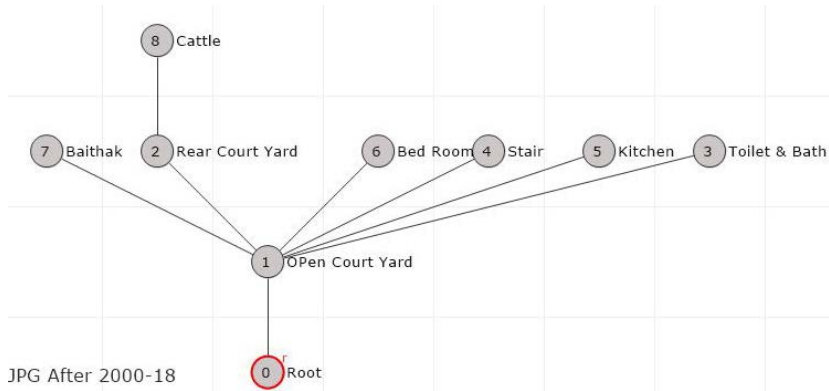 8 Cattle
7 Baithak 2 Rear Court Yard 6 Bed Room 4 Stair 5 Kitchen 3 Toilet & Bath
1 OPen Court Yard
r
0 Root
JPG After 2000-18